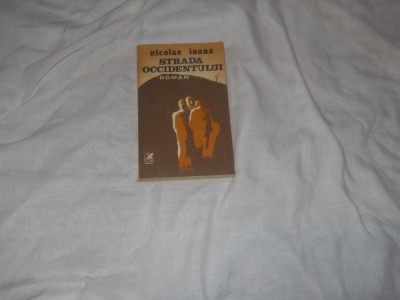 nicolae ioana
STRADA
OCCIDENTULUI
ROMAN